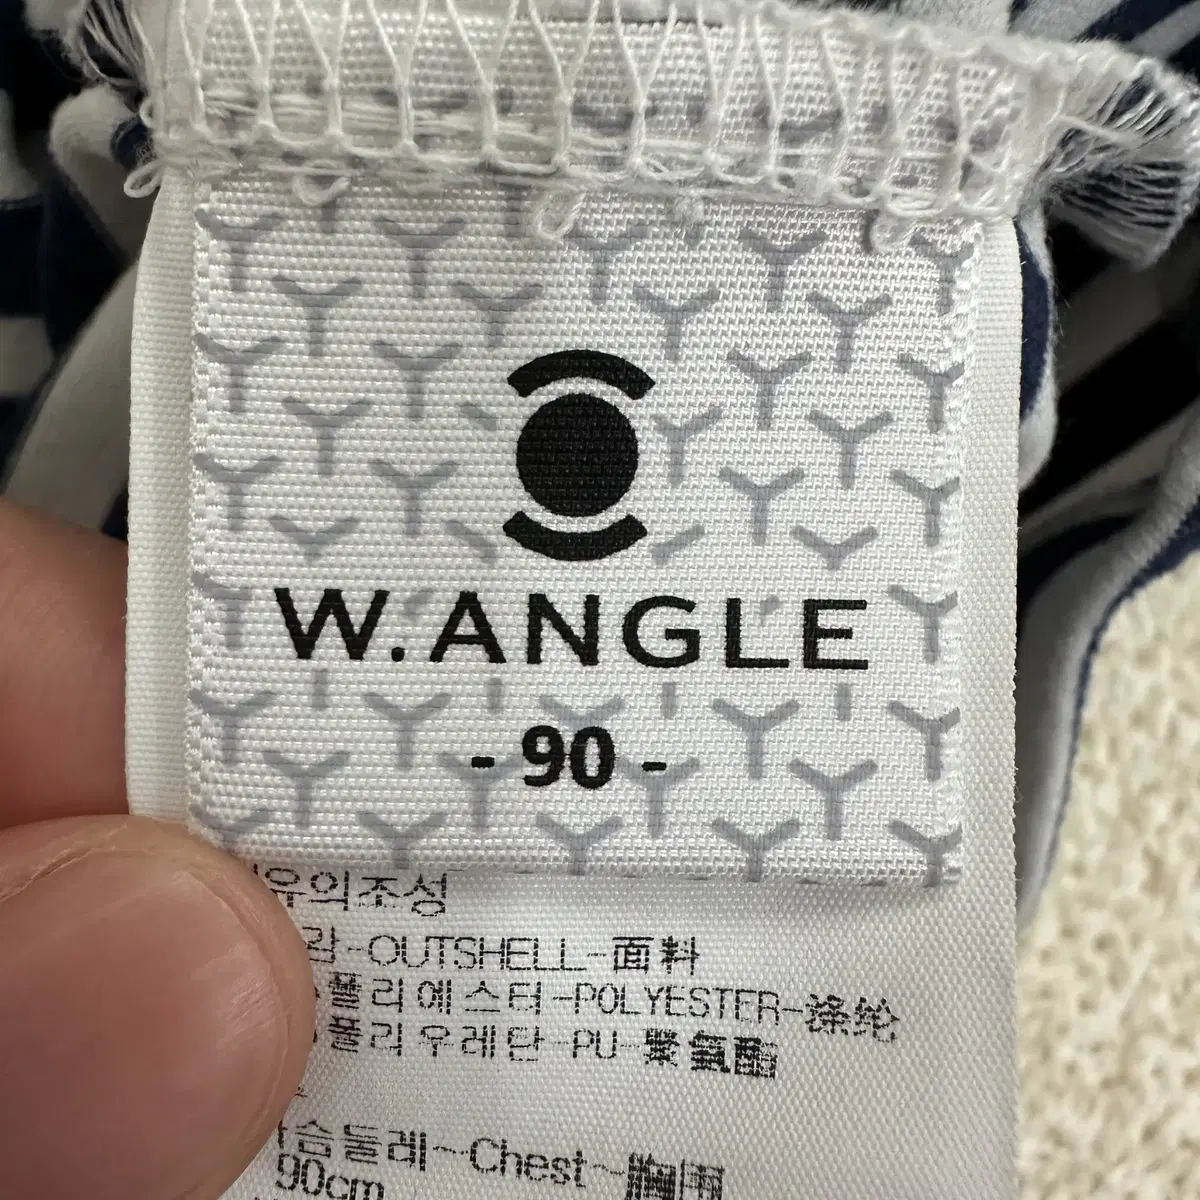 W.ANGLE
- 90 -
유의조성
감-OUTSHELL-面料
폴리에스터-POLYESTER-涤纶
폴리우레탄-PU-聚氨酯
슴둘레~Chest~胸围
90cm